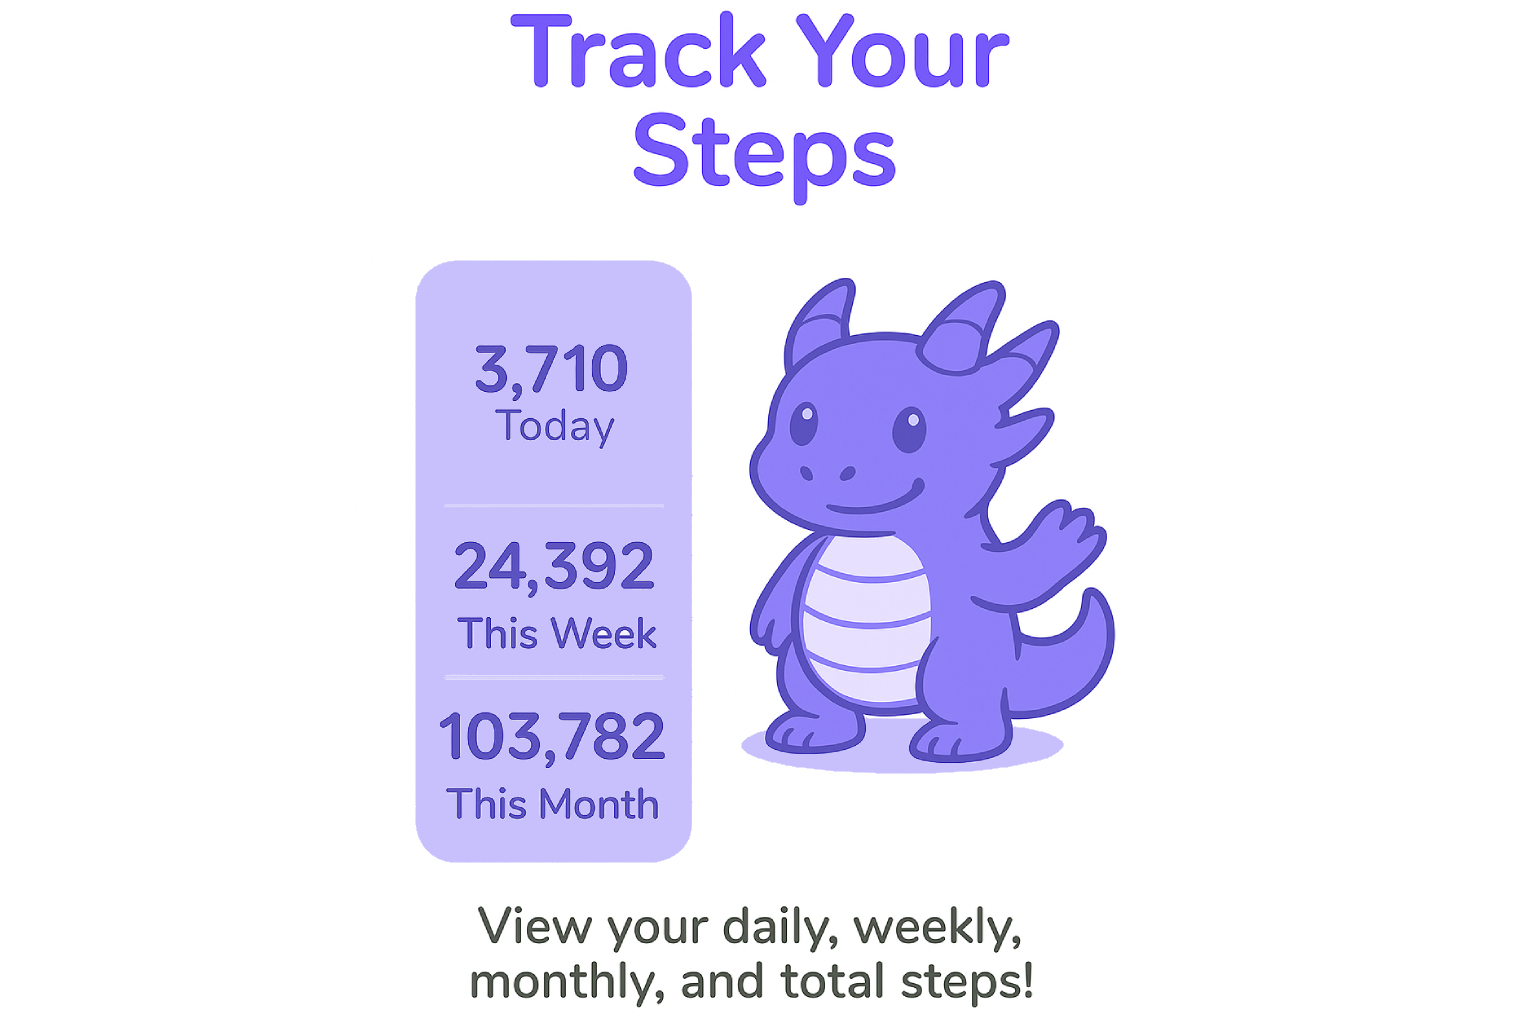 Track Your
Steps
3,710
Today
24,392
This Week
103,782
This Month
View your daily, weekly,
monthly, and total steps!